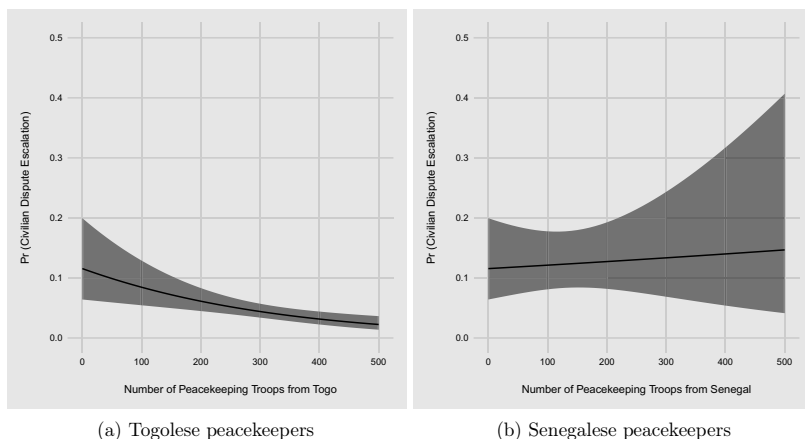 0.5
0.4
0.3
0.2
0.1
0.0
Pr (Civilian Dispute Escalation)
0 100 200 300 400 500
Number of Peacekeeping Troops from Togo
(a) Togolese peacekeepers
0.5
0.4
0.3
0.2
0.1
0.0
Pr (Civilian Dispute Escalation)
0 100 200 300 400 500
Number of Peacekeeping Troops from Senegal
(b) Senegalese peacekeepers